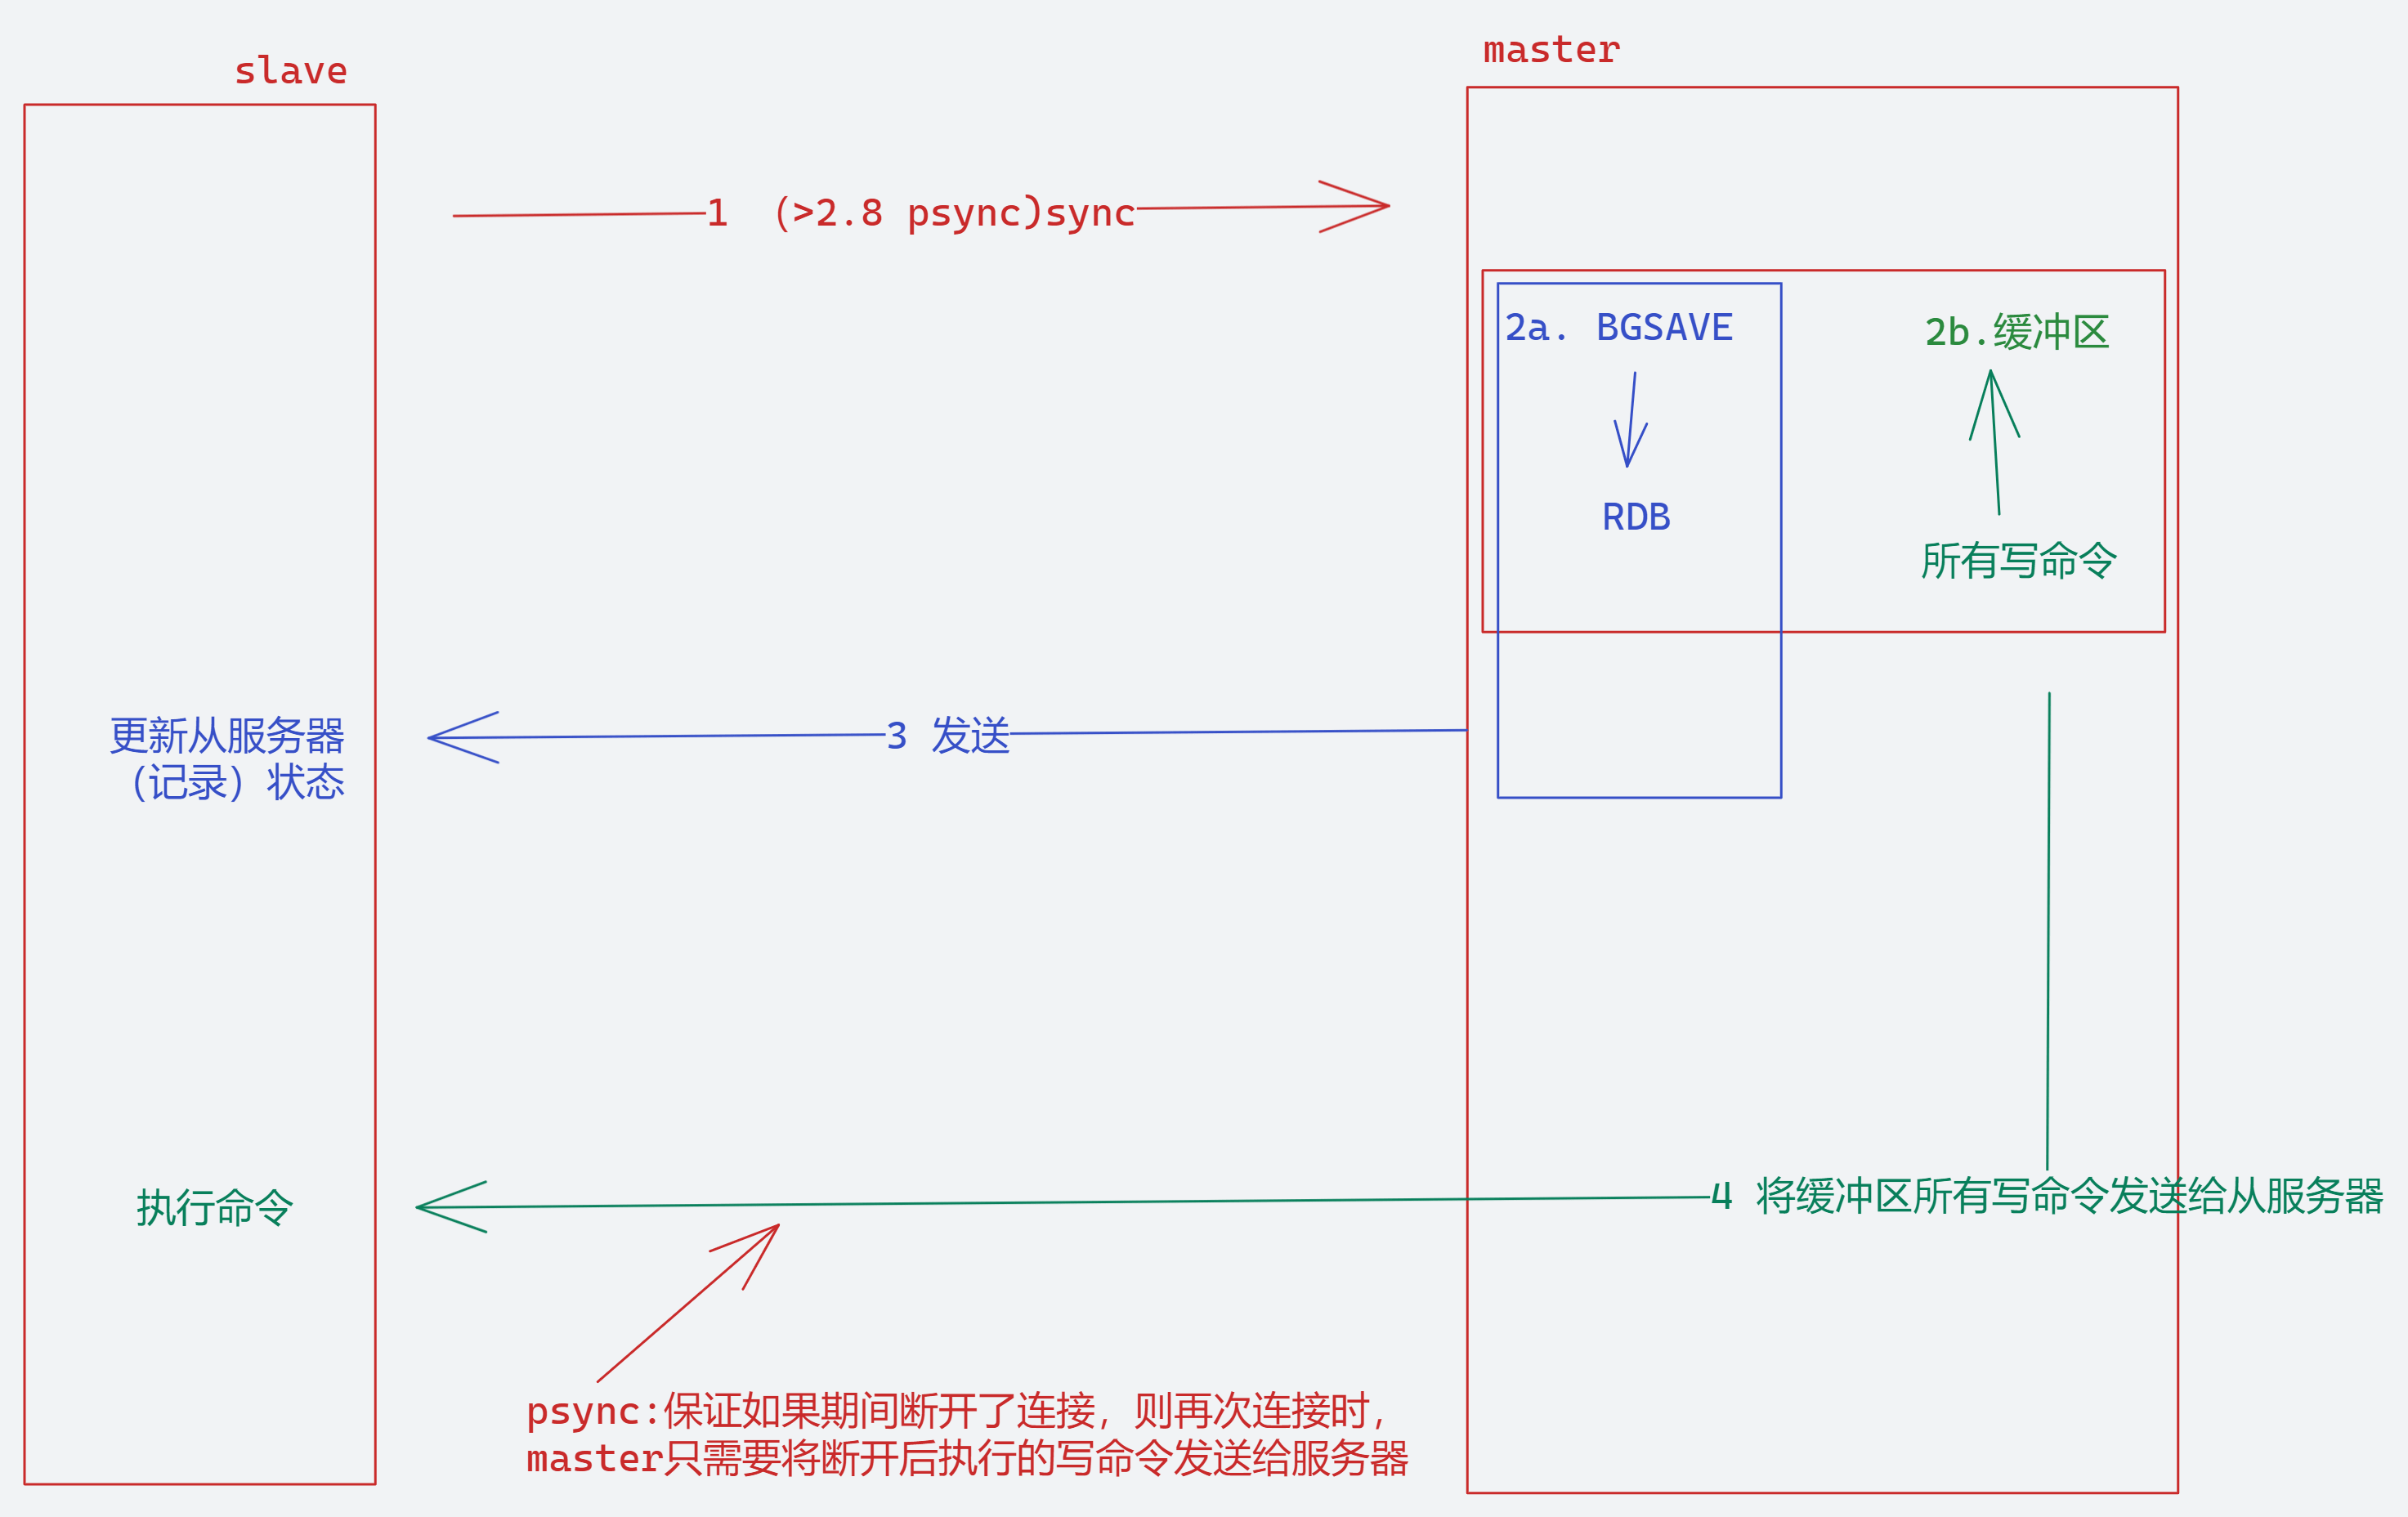 slave
master
1 （>2.8 psync)sync
2a. BGSAVE
2b.缓冲区
RDB
所有写命令
更新从服务器
（记录）状态
3 发送
执行命令
4 将缓冲区所有写命令发送给从服务器
psync:保证如果期间断开了连接，则再次连接时，
master只需要将断开后执行的写命令发送给服务器